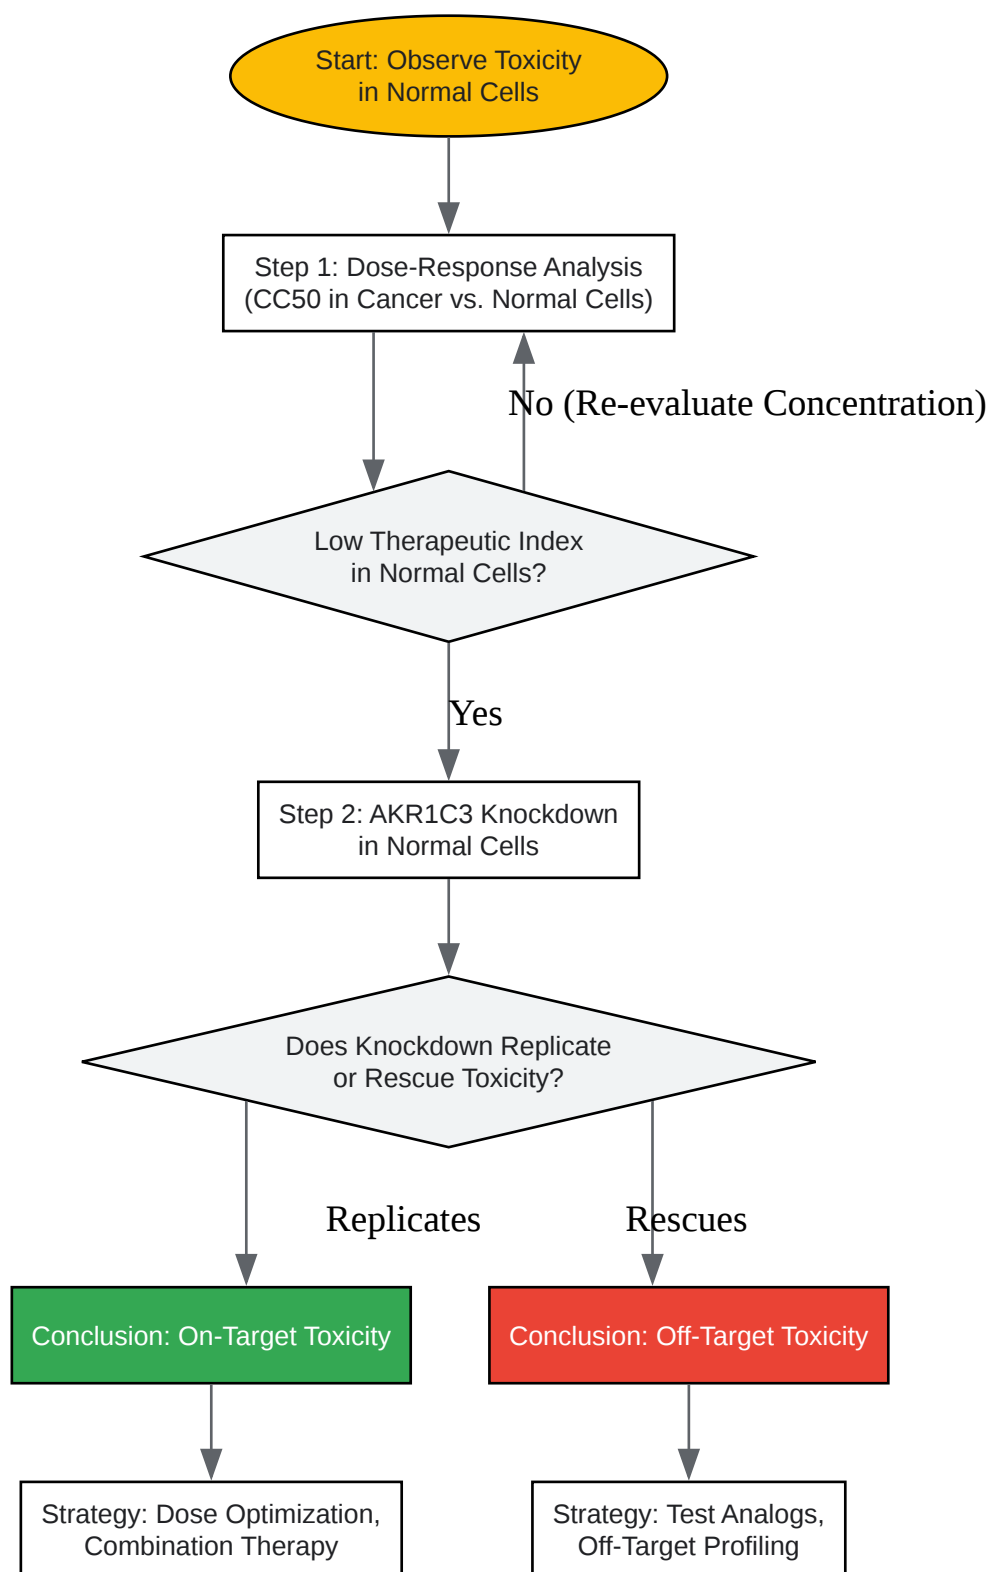 Start: Observe Toxicity
in Normal Cells
Step 1: Dose-Response Analysis
(CC50 in Cancer vs. Normal Cells)
No (Re-evaluate Concentration)
Low Therapeutic Index
in Normal Cells?
Yes
Step 2: AKR1C3 Knockdown
in Normal Cells
Does Knockdown Replicate
or Rescue Toxicity?
Replicates
Rescues
Conclusion: On-Target Toxicity
Conclusion: Off-Target Toxicity
Strategy: Dose Optimization,
Combination Therapy
Strategy: Test Analogs,
Off-Target Profiling